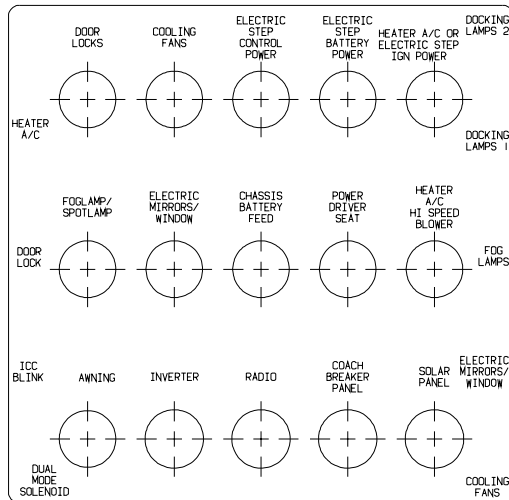 DOOR
LOCKS
COOLING
FANS
ELECTRIC
STEP
CONTROL
POWER
ELECTRIC
STEP
BATTERY
POWER
HEATER A/C OR
ELECTRIC STEP
IGN POWER
DOCKING
LAMPS 2
HEATER
A/C
DOCKING
LAMPS 1
FOGLAMP/
SPOTLAMP
ELECTRIC
MIRRORS/
WINDOW
CHASSIS
BATTERY
FEED
POWER
DRIVER
SEAT
HEATER
A/C
HI SPEED
BLOWER
DOOR
LOCK
FOG
LAMPS
ICC
BLINK
AWNING
INVERTER
RADIO
COACH
BREAKER
PANEL
SOLAR
PANEL
ELECTRIC
MIRRORS/
WINDOW
DUAL
MODE
SOLENOID
COOLING
FANS